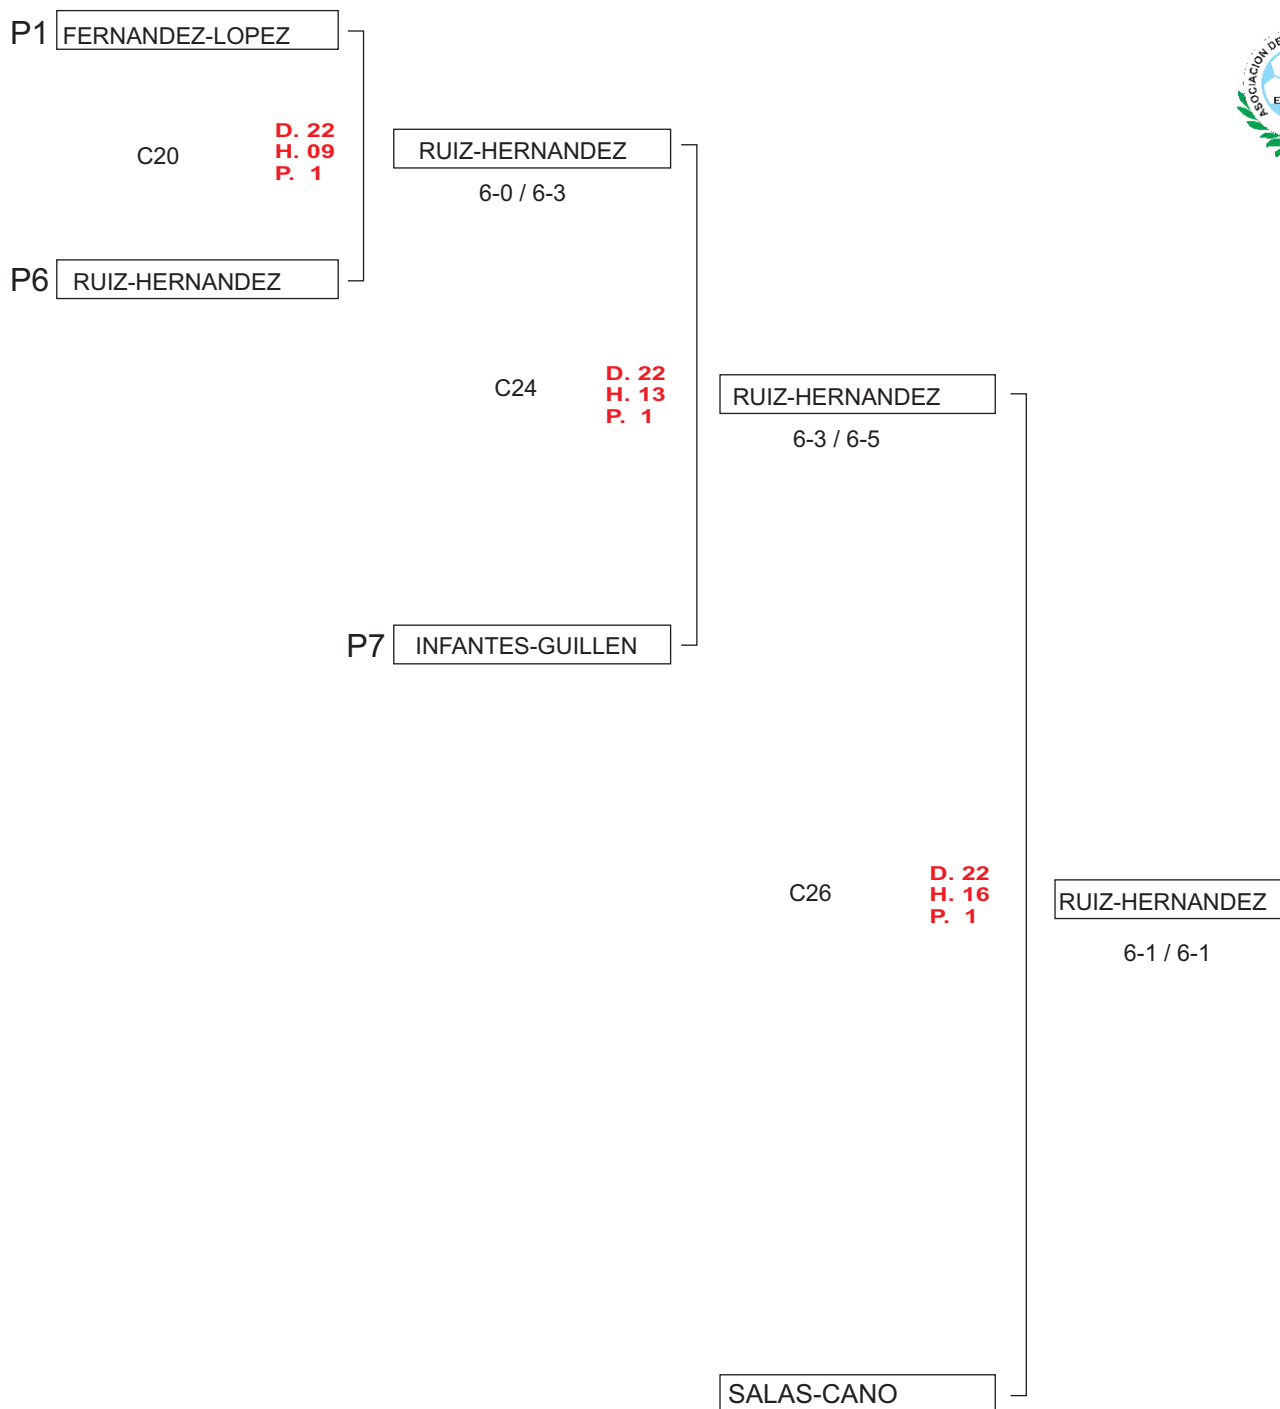 P1 FERNANDEZ-LOPEZ
ASOCIACION DE
E
C20
D. 22
H. 09
P. 1
RUIZ-HERNANDEZ
6-0 / 6-3
P6 RUIZ-HERNANDEZ
C24
D. 22
H. 13
P. 1
RUIZ-HERNANDEZ
6-3 / 6-5
P7 INFANTES-GUILLEN
C26
D. 22
H. 16
P. 1
RUIZ-HERNANDEZ
6-1 / 6-1
SALAS-CANO